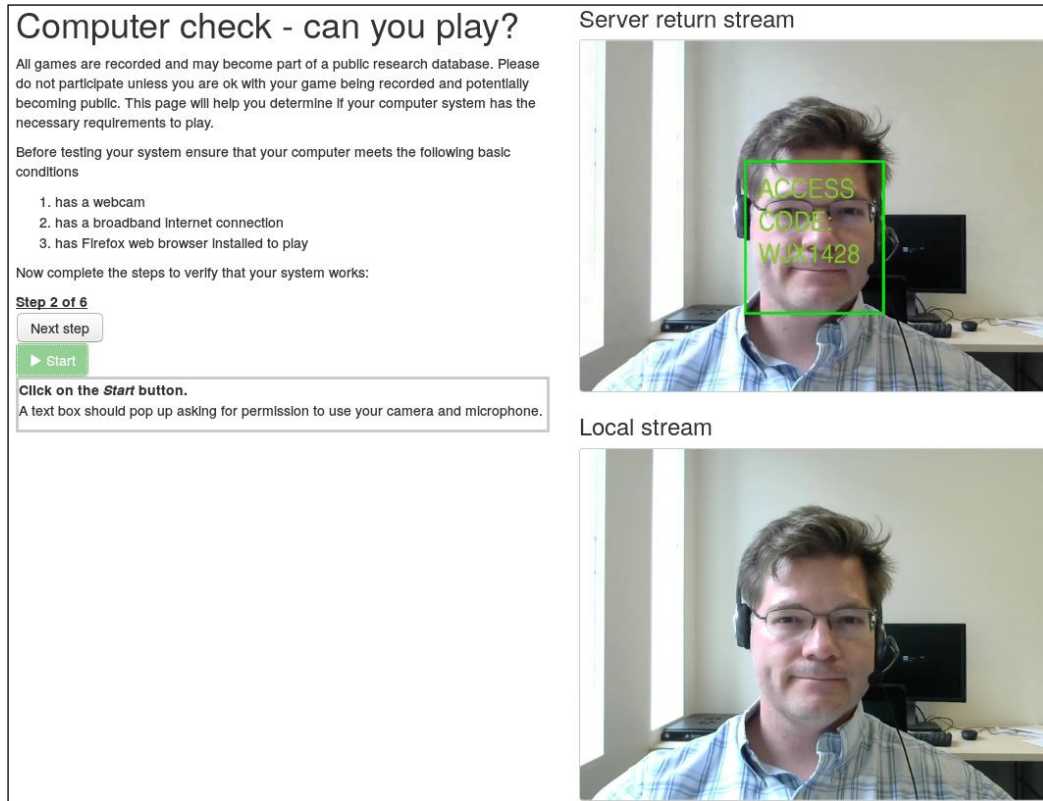 Computer check - can you play?
All games are recorded and may become part of a public research database. Please
do not participate unless you are ok with your game being recorded and potentially
becoming public. This page will help you determine if your computer system has the
necessary requirements to play.
Before testing your system ensure that your computer meets the following basic
conditions
1. has a webcam
2. has a broadband internet connection
3. has Firefox web browser installed to play
Now complete the steps to verify that your system works:
Step 2 of 6
Next step
Start
Click on the Start button.
A text box should pop up asking for permission to use your camera and microphone.
Server return stream
ACCESS
CODE:
WJX1428
Local stream